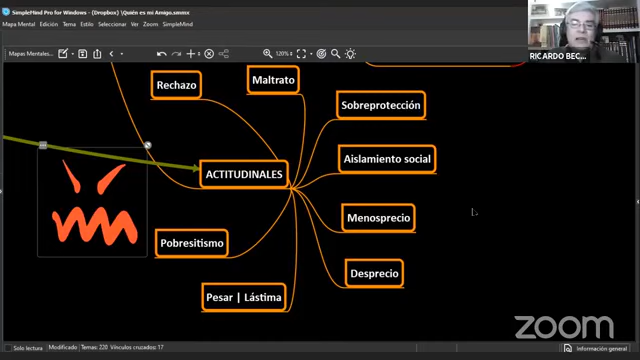 SimpleMind Pro for Windows - (Dropbox) \Quién es mi Amigo.smmx
Mapa Mental Edición Tema Estilo Seleccionar Ver Zoom SimpleMind
Mapas Mentales...
120%
RICARDO BEC...
Rechazo
Maltrato
Sobreprotección
Aislamiento social
ACTITUDINALES
Menosprecio
Pobresitismo
Desprecio
Pesar | Lástima
zoom
Solo lectura Modificado Temas: 220 Vínculos cruzados: 17 Información general